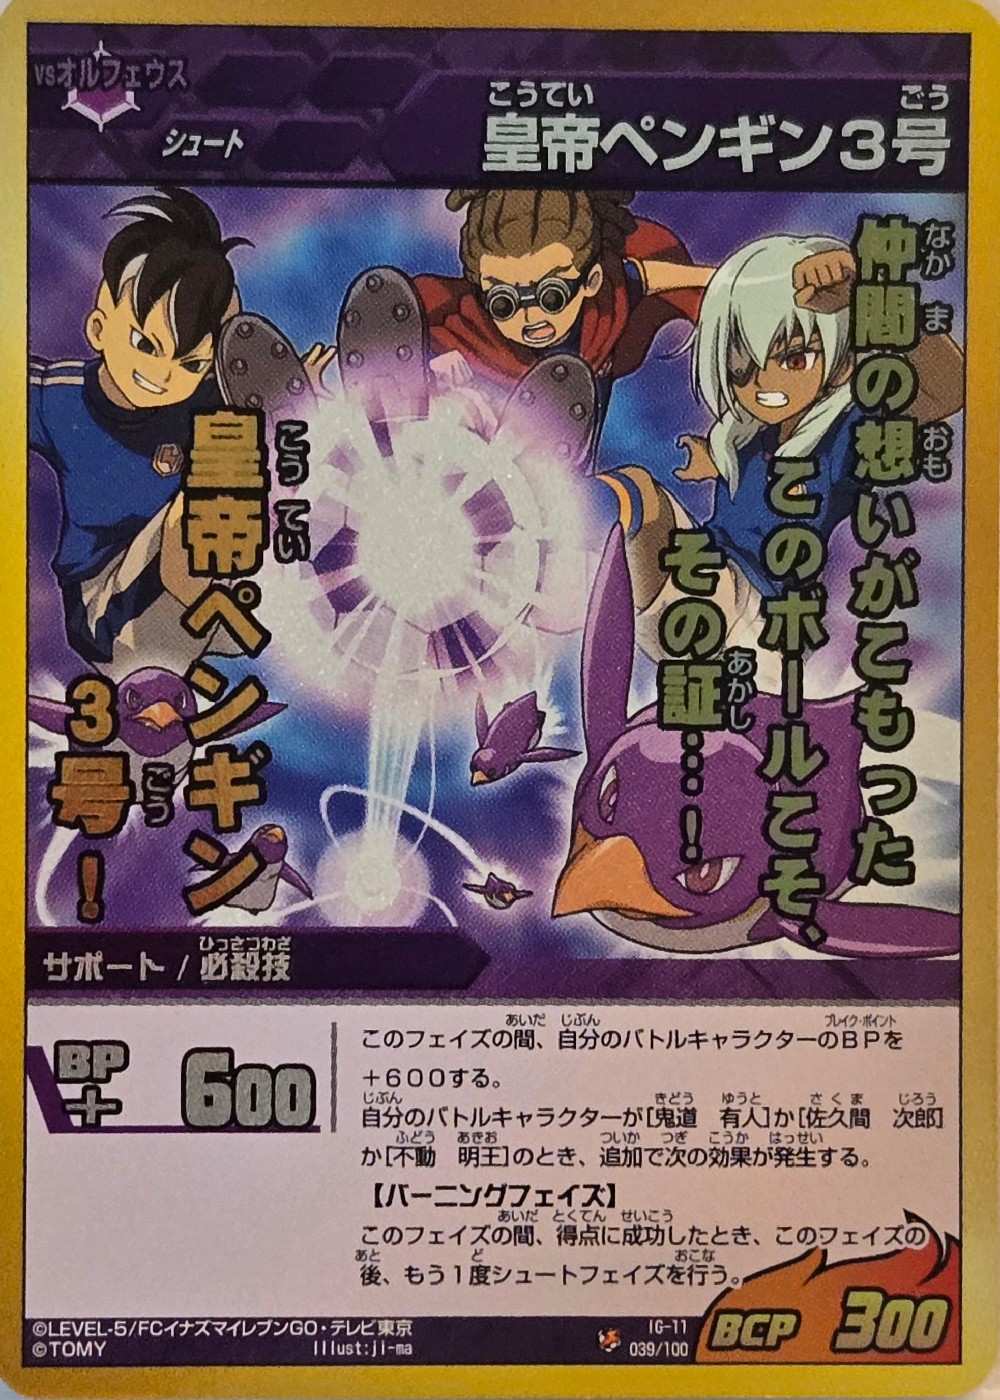 vsオルフェウス
シュート
こうてい ごう
皇帝ペンギン3号
仲間の想いがこもった
なか ま おも
このボールこそ、
その証……!
あかし
皇帝ペンギン
こう てい
3号!
ごう
サポート / 必殺技
ひっさつわざ
BP
+ 600
あいだ じぶん ブレイク・ポイント
このフェイズの間、自分のバトルキャラクターのBPを
+600する。
じぶん きどう ゆうと さくま じろう
自分のバトルキャラクターが[鬼道 有人]か[佐久間 次郎]
ふどう あきお ついか つぎ こうか はっせい
か[不動 明王]のとき、追加で次の効果が発生する。
【バーニングフェイズ】
あいだ とくてん せいこう
このフェイズの間、得点に成功したとき、このフェイズの
あと ど おこな
後、もう1度シュートフェイズを行う。
©LEVEL-5/FCイナズマイレブンGO・テレビ東京
©TOMY
Illust:ji-ma
IG-11
039/100
BCP 300